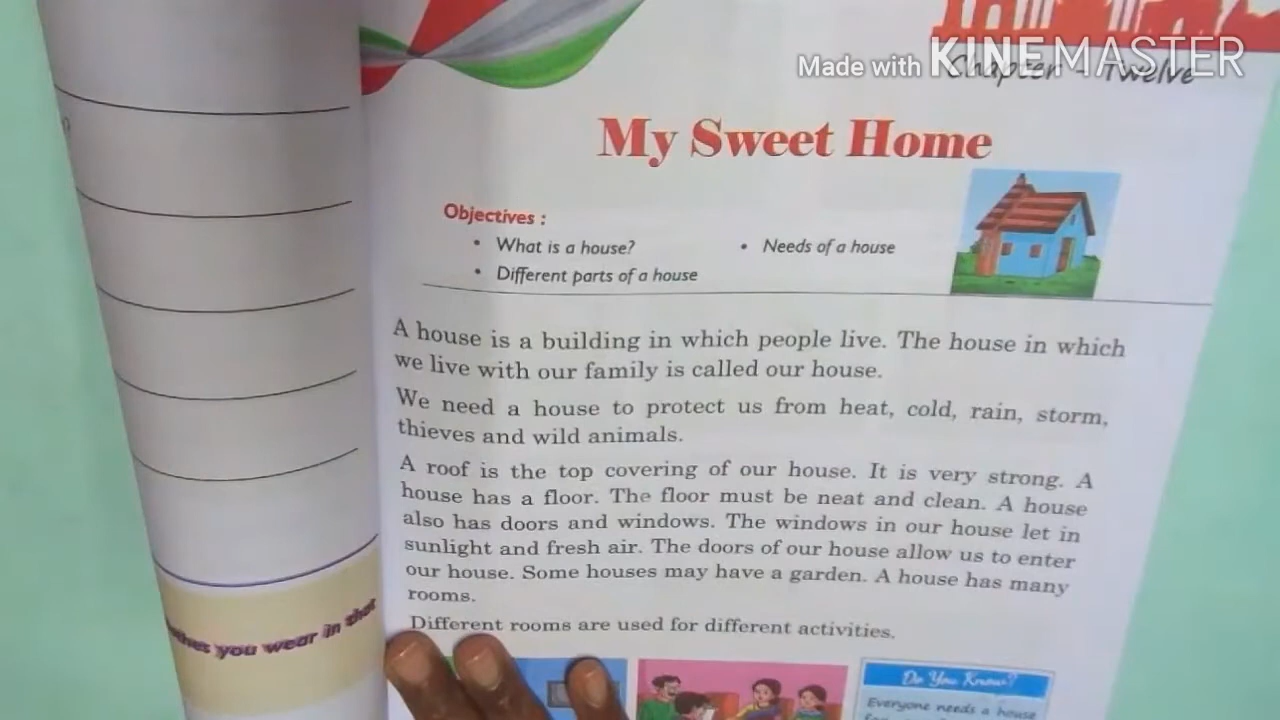 Made with KINEMASTER
Chapter - Twelve
My Sweet Home
Objectives :
• What is a house?
• Needs of a house
• Different parts of a house
A house is a building in which people live. The house in which
we live with our family is called our house.
We need a house to protect us from heat, cold, rain, storm,
thieves and wild animals.
A roof is the top covering of our house. It is very strong. A
house has a floor. The floor must be neat and clean. A house
also has doors and windows. The windows in our house let in
sunlight and fresh air. The doors of our house allow us to enter
our house. Some houses may have a garden. A house has many
rooms.
Different rooms are used for different activities.
Do You Know?
Everyone needs a house
you wear in that